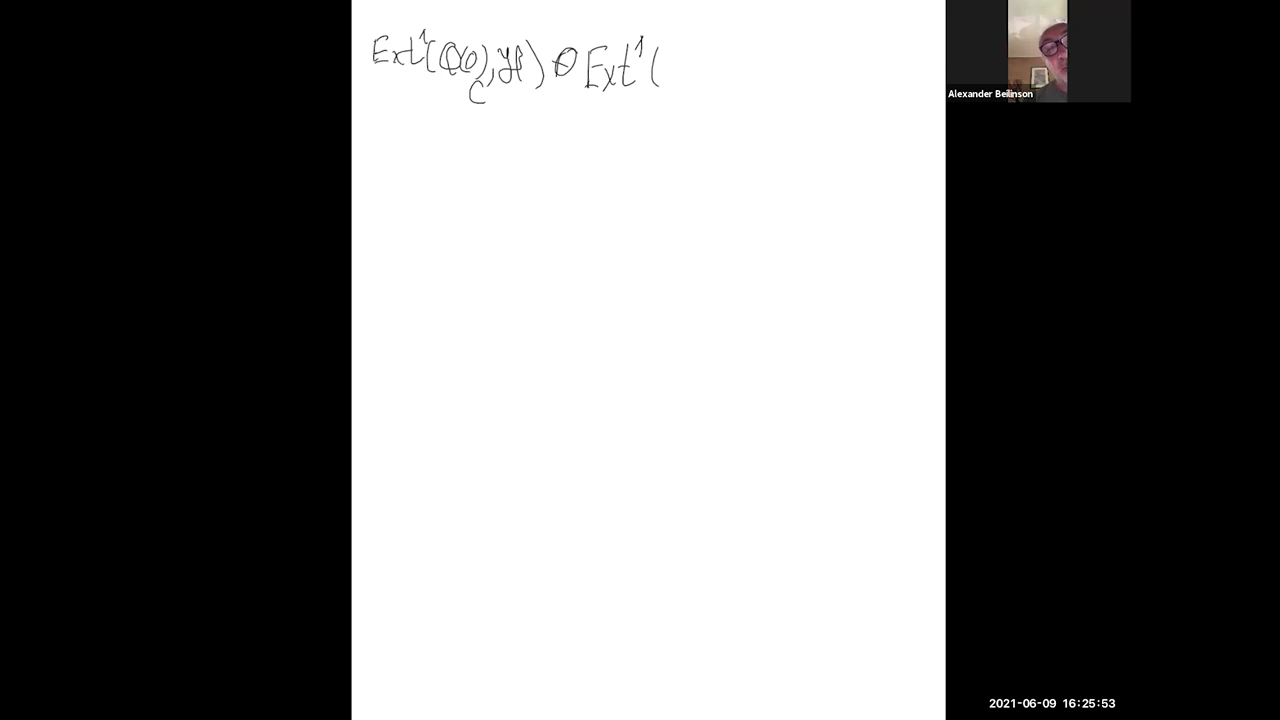 Ext¹(Q(0), H) ⊗ Ext¹(
C
Alexander Beilinson
2021-06-09 16:25:53